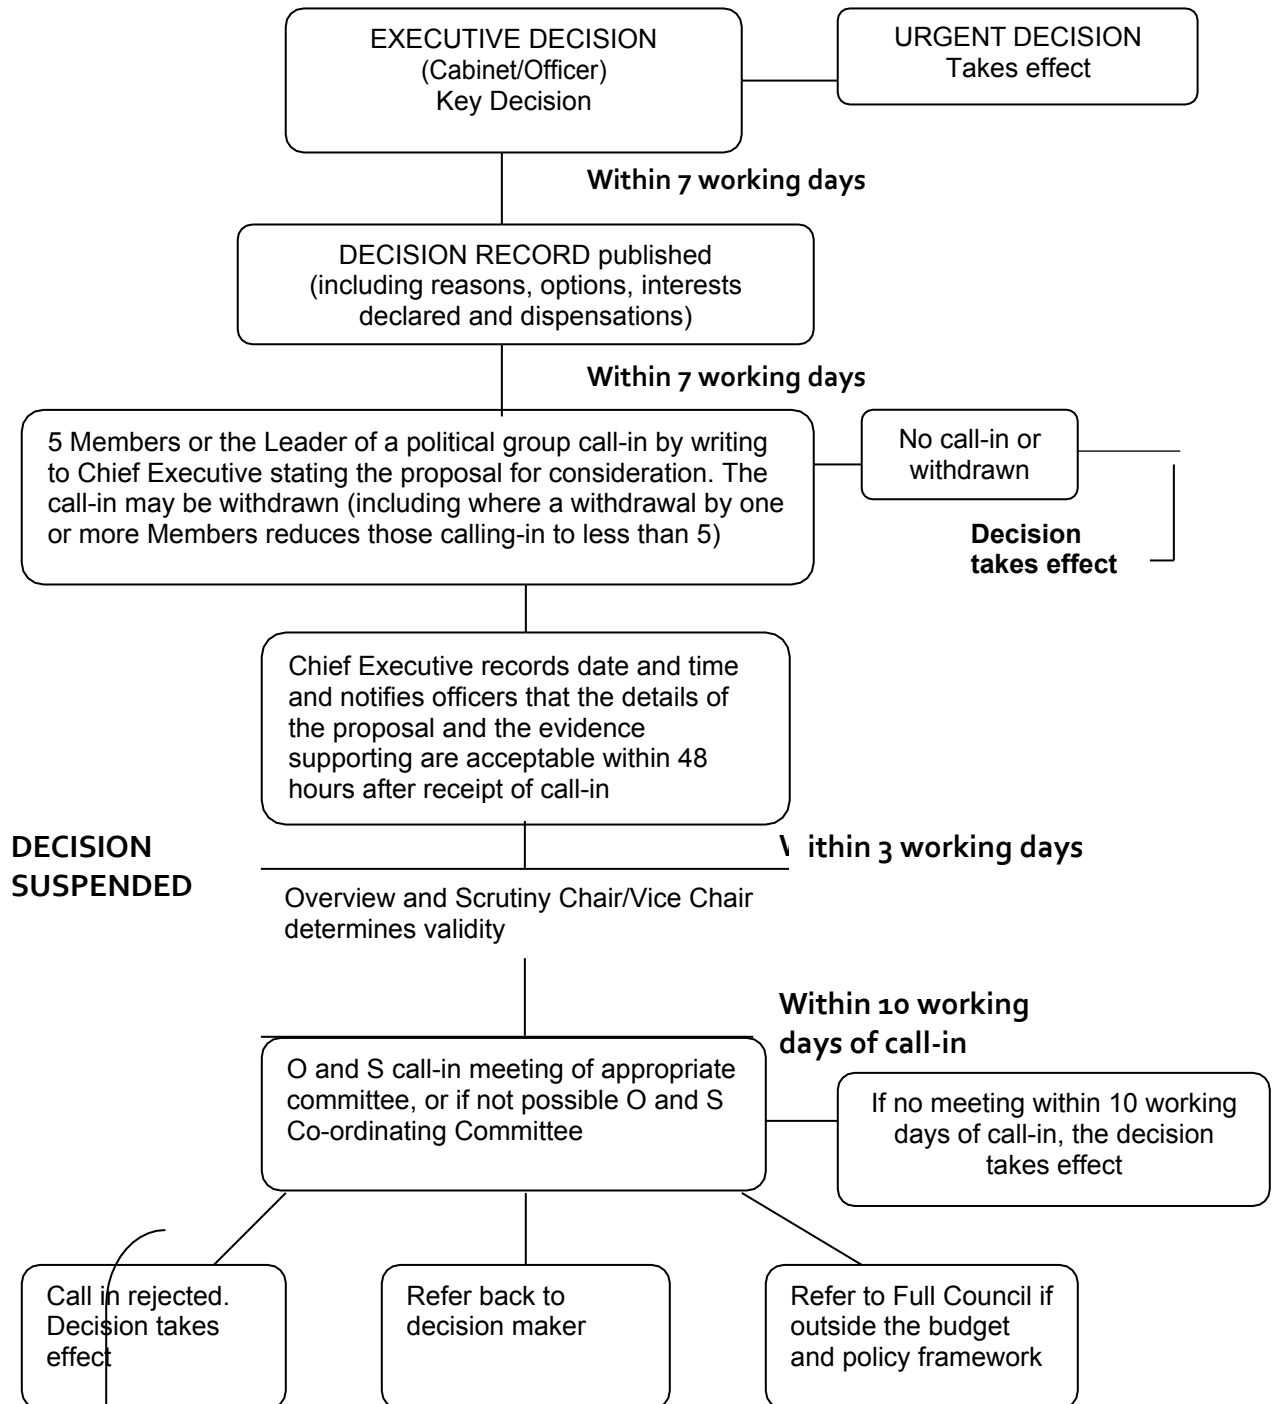 EXECUTIVE DECISION
(Cabinet/Officer)
Key Decision
URGENT DECISION
Takes effect
Within 7 working days
DECISION RECORD published
(including reasons, options, interests
declared and dispensations)
Within 7 working days
5 Members or the Leader of a political group call-in by writing
to Chief Executive stating the proposal for consideration. The
call-in may be withdrawn (including where a withdrawal by one
or more Members reduces those calling-in to less than 5)
No call-in or
withdrawn
Decision
takes effect
Chief Executive records date and time
and notifies officers that the details of
the proposal and the evidence
supporting are acceptable within 48
hours after receipt of call-in
DECISION
SUSPENDED
Within 3 working days
Overview and Scrutiny Chair/Vice Chair
determines validity
Within 10 working
days of call-in
O and S call-in meeting of appropriate
committee, or if not possible O and S
Co-ordinating Committee
If no meeting within 10 working
days of call-in, the decision
takes effect
Call in rejected.
Decision takes
effect
Refer back to
decision maker
Refer to Full Council if
outside the budget
and policy framework